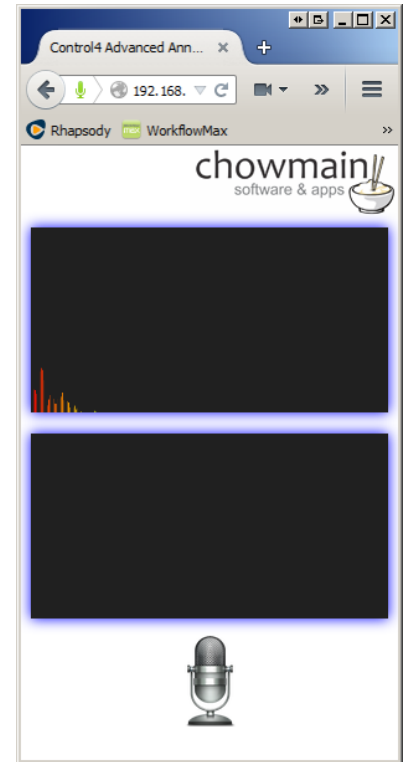 Control4 Advanced Ann...
192.168.
Rhapsody WorkflowMax
chowmain
software & apps